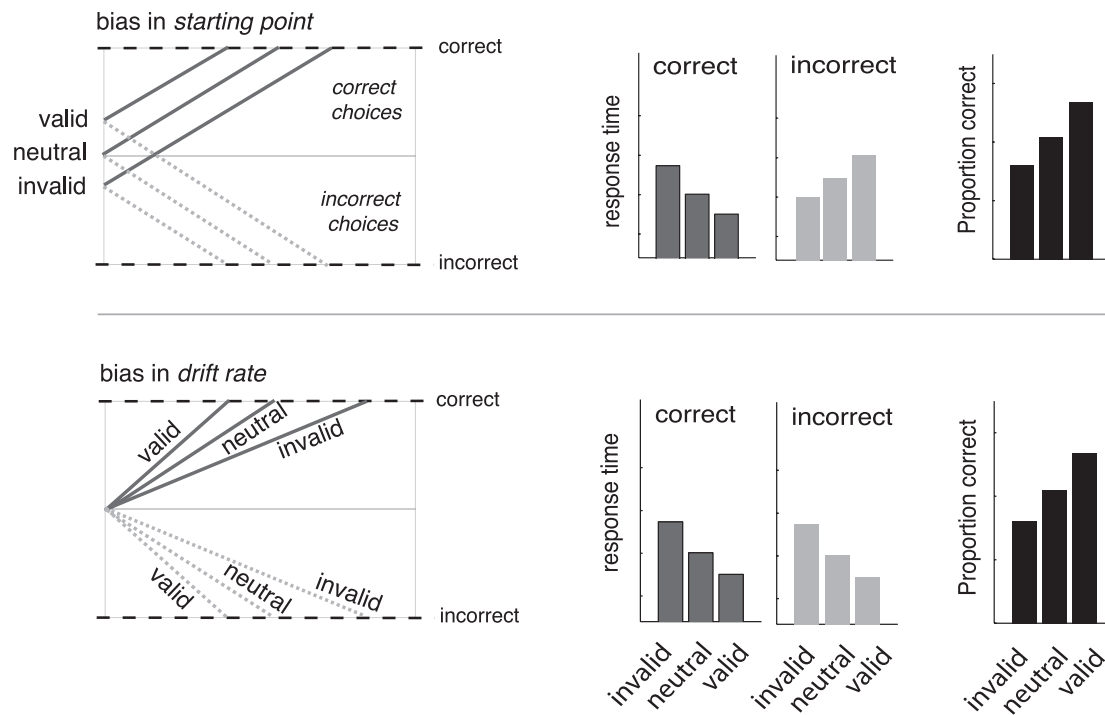 bias in starting point
correct
correct
choices
valid
neutral
invalid
incorrect
choices
incorrect
response time
correct
incorrect
Proportion correct
bias in drift rate
correct
valid
neutral
invalid
valid
neutral
invalid
incorrect
response time
correct
incorrect
Proportion correct
invalid
neutral
valid
invalid
neutral
valid
invalid
neutral
valid